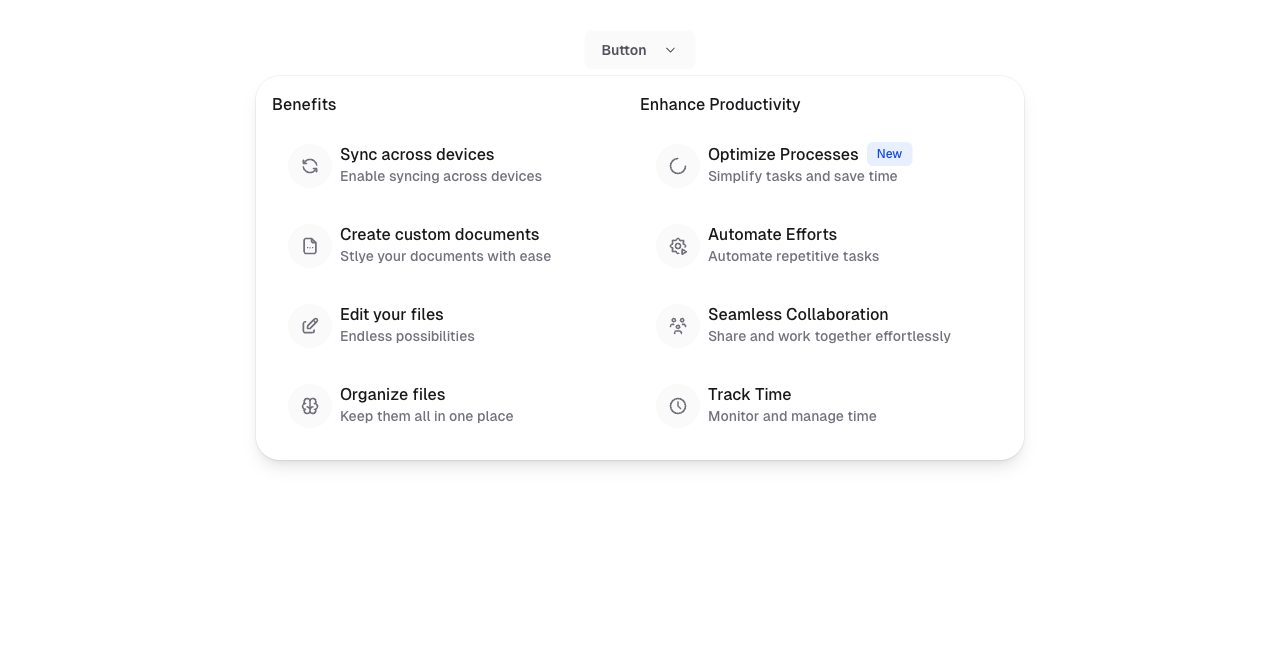 Button
Benefits
Sync across devices
Enable syncing across devices
Create custom documents
Stlye your documents with ease
Edit your files
Endless possibilities
Organize files
Keep them all in one place
Enhance Productivity
Optimize Processes New
Simplify tasks and save time
Automate Efforts
Automate repetitive tasks
Seamless Collaboration
Share and work together effortlessly
Track Time
Monitor and manage time